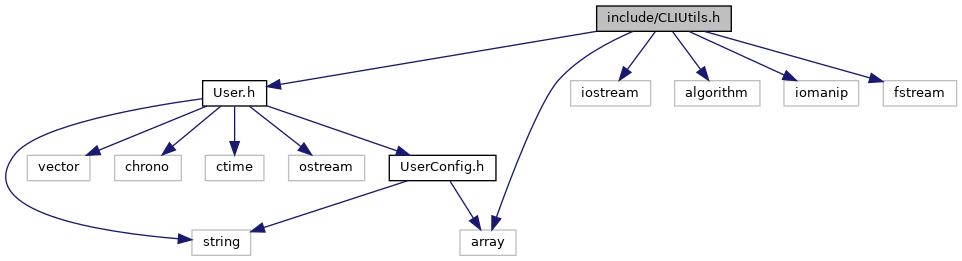 include/CLIUtils.h
User.h
iostream
algorithm
iomanip
fstream
vector
chrono
ctime
ostream
UserConfig.h
string
array